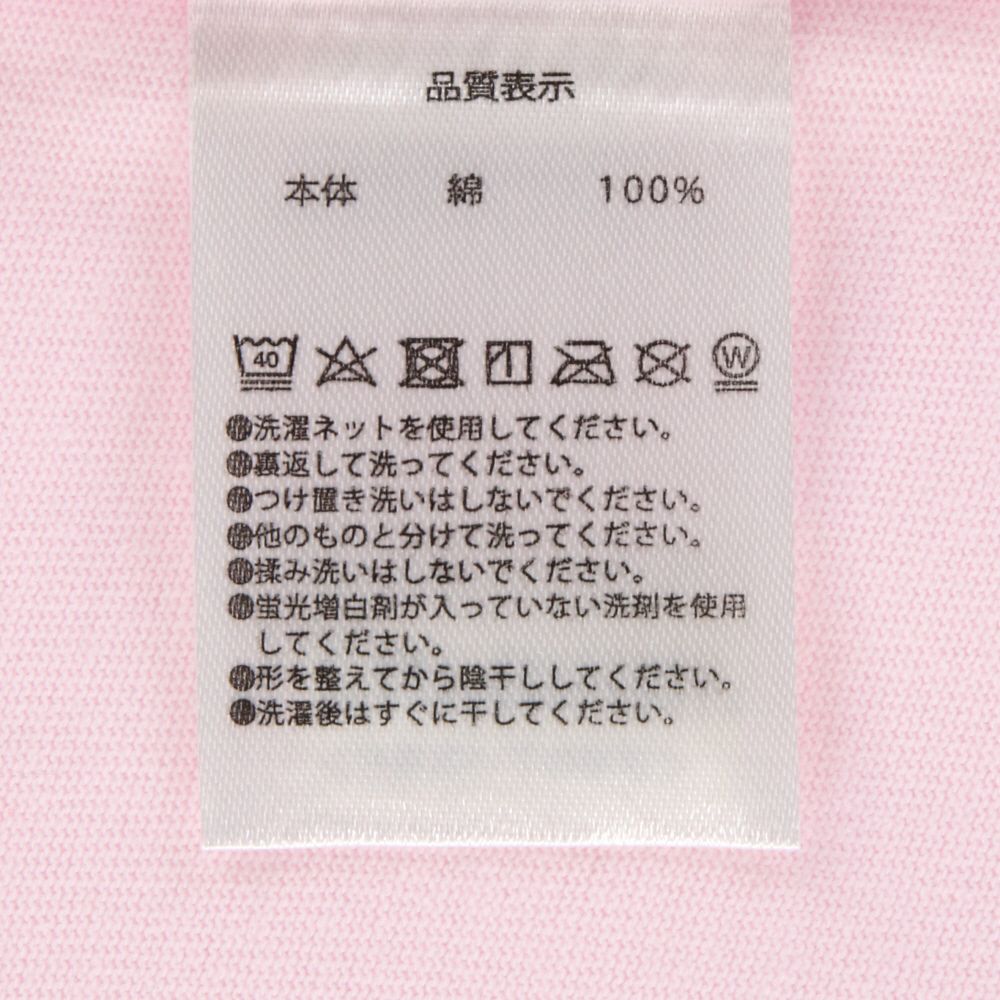 品質表示
本体 綿 100%
40 W
●洗濯ネットを使用してください。
●裏返して洗ってください。
●つけ置き洗いはしないでください。
●他のものと分けて洗ってください。
●揉み洗いはしないでください。
●蛍光増白剤が入っていない洗剤を使用
してください。
●形を整えてから陰干ししてください。
●洗濯後はすぐに干してください。